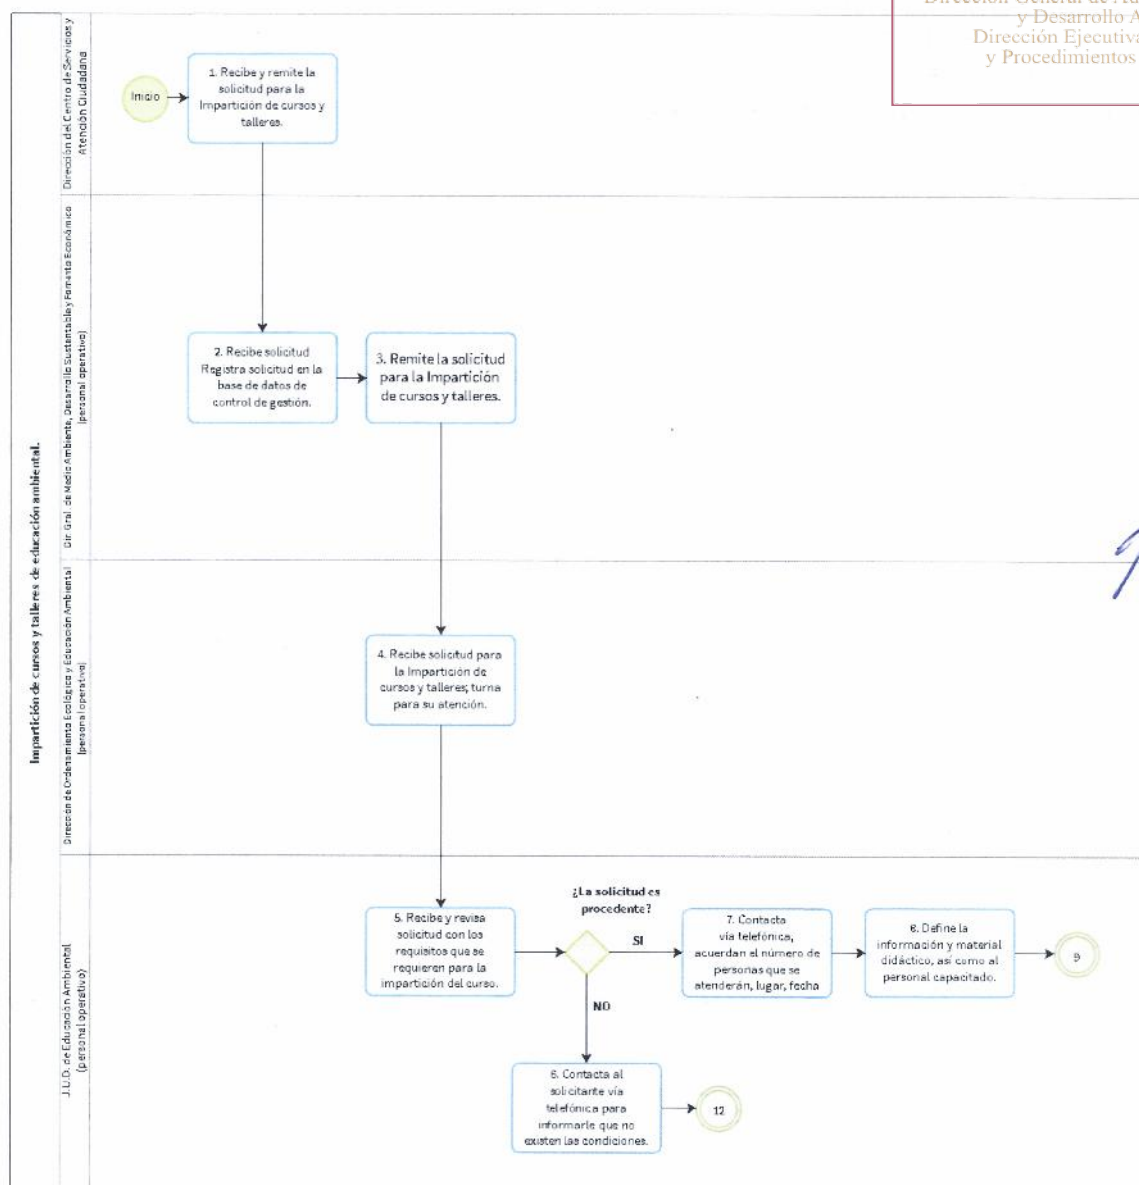 Dirección General de
y Desarrollo A
Dirección Ejecutiva
y Procedimientos
Impartición de cursos y talleres de educación ambiental.
Dirección del Centro de Servicios y
Atención Ciudadana
Inicio
1. Recibe y remite la
solicitud para la
Impartición de cursos y
talleres.
Dir. Gral. de Medio Ambiente, Desarrollo Sustentable y Fomento Económico
(personal operativo)
2. Recibe solicitud
Registra solicitud en la
base de datos de
control de gestión.
3. Remite la solicitud
para la Impartición
de cursos y talleres.
Dirección de Ordenamiento Ecológico y Educación Ambiental
(personal operativo)
4. Recibe solicitud para
la Impartición de
cursos y talleres; turna
para su atención.
J.U.D. de Educación Ambiental
(personal operativo)
5. Recibe y revisa
solicitud con los
requisitos que se
requieren para la
impartición del curso.
¿La solicitud es
procedente?
SI
7. Contacta
vía telefónica,
acuerdan el número de
personas que se
atenderán, lugar, fecha
8. Define la
información y material
didáctico, así como al
personal capacitado.
9
NO
6. Contacta al
solicitante vía
telefónica para
informarle que no
existen las condiciones.
12